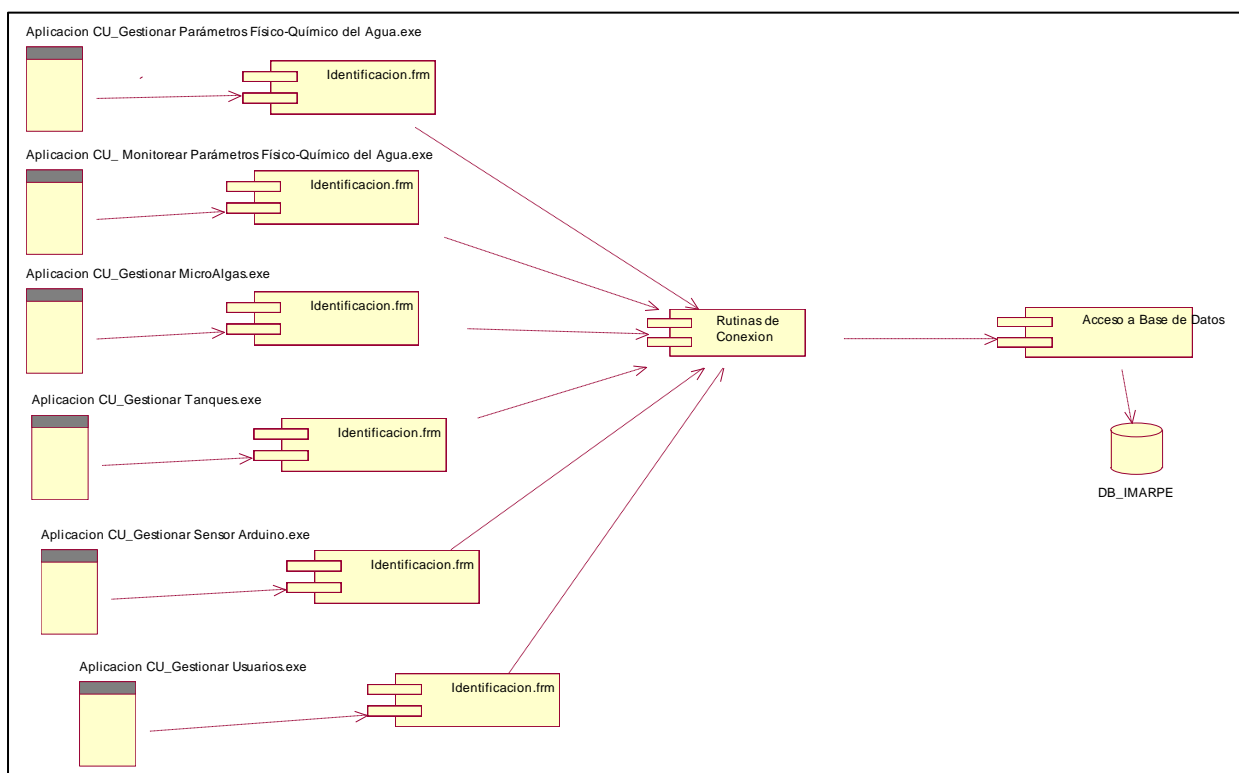 Aplicacion CU_Gestionar Parámetros Físico-Químico del Agua.exe
Identificacion.frm
Aplicacion CU_ Monitorear Parámetros Físico-Químico del Agua.exe
Identificacion.frm
Aplicacion CU_Gestionar MicroAlgas.exe
Identificacion.frm
Rutinas de
Conexion
Acceso a Base de Datos
Aplicacion CU_Gestionar Tanques.exe
Identificacion.frm
DB_IMARPE
Aplicacion CU_Gestionar Sensor Arduino.exe
Identificacion.frm
Aplicacion CU_Gestionar Usuarios.exe
Identificacion.frm